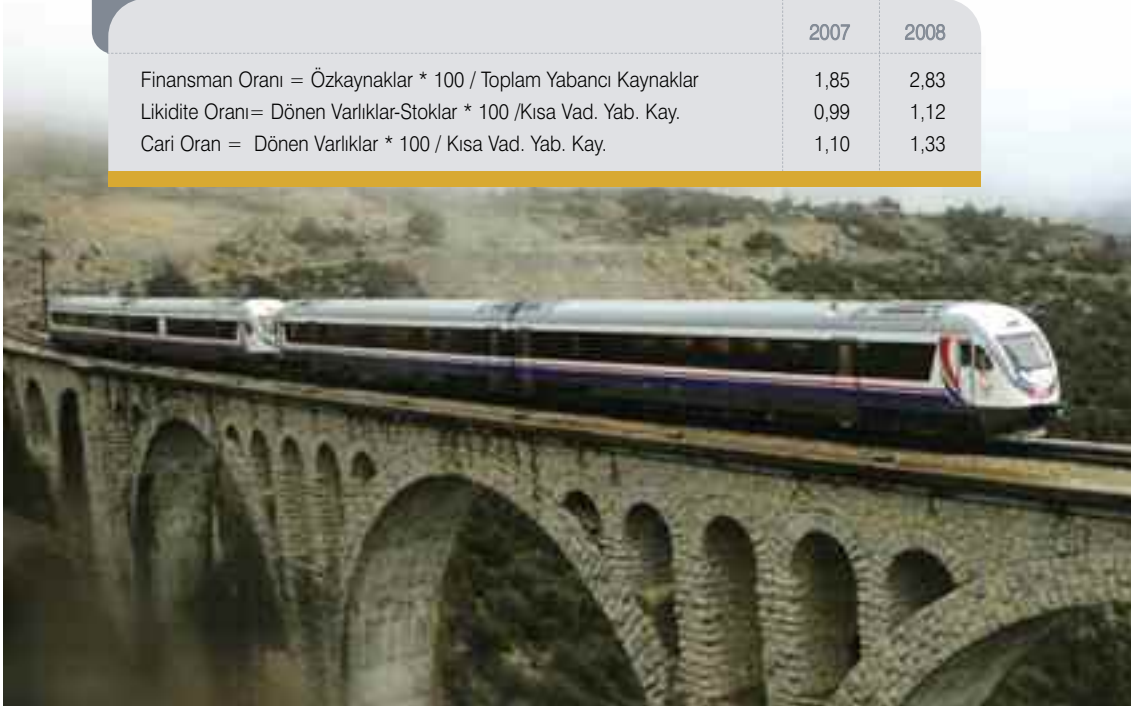 2007 2008
Finansman Oranı = Özkaynaklar * 100 / Toplam Yabancı Kaynaklar 1,85 2,83
Likidite Oranı= Dönen Varlıklar-Stoklar * 100 /Kısa Vad. Yab. Kay. 0,99 1,12
Cari Oran = Dönen Varlıklar * 100 / Kısa Vad. Yab. Kay. 1,10 1,33